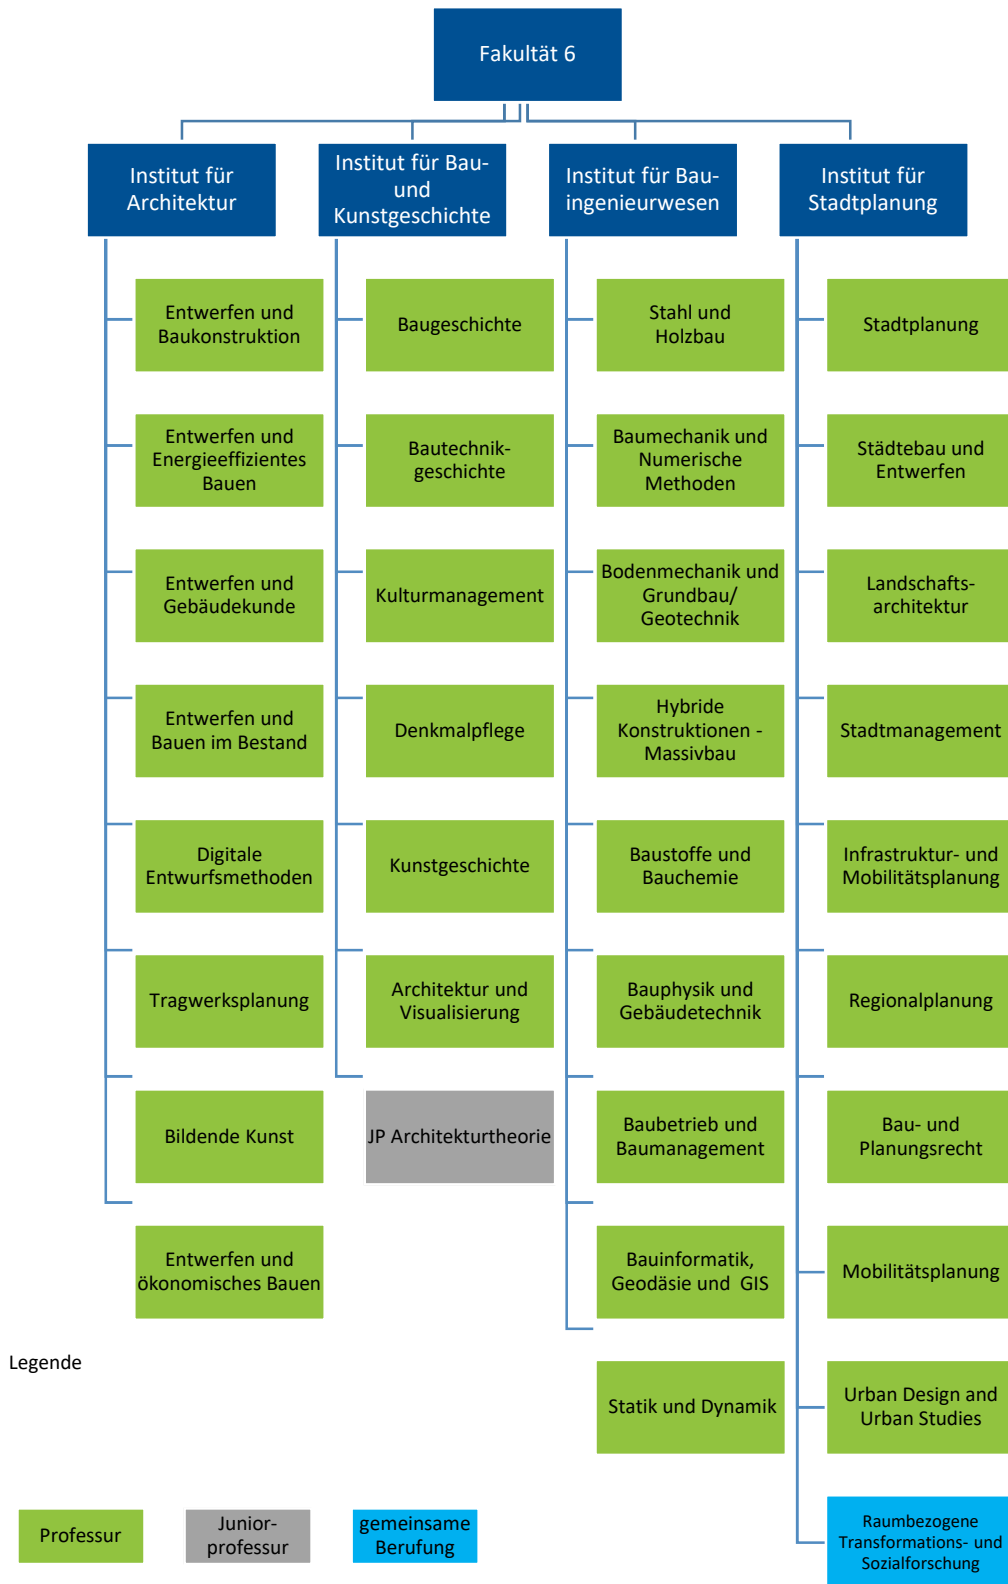 Fakultät 6
Institut für
Architektur
Entwerfen und
Baukonstruktion
Entwerfen und
Energieeffizientes
Bauen
Entwerfen und
Gebäudekunde
Entwerfen und
Bauen im Bestand
Digitale
Entwurfsmethoden
Tragwerksplanung
Bildende Kunst
Entwerfen und
ökonomisches Bauen
Institut für Bau-
und
Kunstgeschichte
Baugeschichte
Bautechnik-
geschichte
Kulturmanagement
Denkmalpflege
Kunstgeschichte
Architektur und
Visualisierung
JP Architekturtheorie
Institut für Bau-
ingenieurwesen
Stahl und
Holzbau
Baumechanik und
Numerische
Methoden
Bodenmechanik und
Grundbau/
Geotechnik
Hybride
Konstruktionen -
Massivbau
Baustoffe und
Bauchemie
Bauphysik und
Gebäudetechnik
Baubetrieb und
Baumanagement
Bauinformatik,
Geodäsie und GIS
Statik und Dynamik
Institut für
Stadtplanung
Stadtplanung
Städtebau und
Entwerfen
Landschafts-
architektur
Stadtmanagement
Infrastruktur- und
Mobilitätsplanung
Regionalplanung
Bau- und
Planungsrecht
Mobilitätsplanung
Urban Design and
Urban Studies
Raumbezogene
Transformations- und
Sozialforschung
Legende
Professur
Junior-
professur
gemeinsame
Berufung